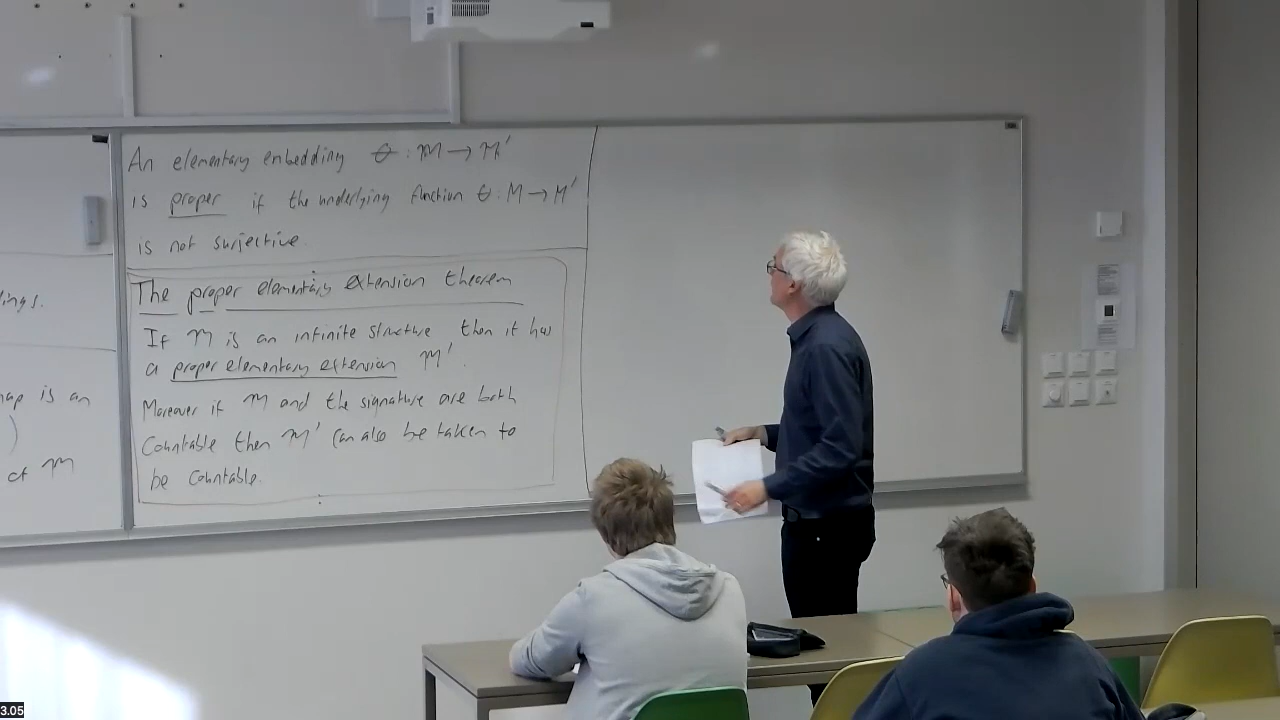 ings.
map is an
)
of 𝔐
An elementary embedding Θ : 𝔐 → 𝔐'
is proper if the underlying function Θ : M → M'
is not surjective.
The proper elementary extension theorem
If 𝔐 is an infinite structure then it has
a proper elementary extension 𝔐'.
Moreover if 𝔐 and the signature are both
Countable then 𝔐' can also be taken to
be Countable.
3.05